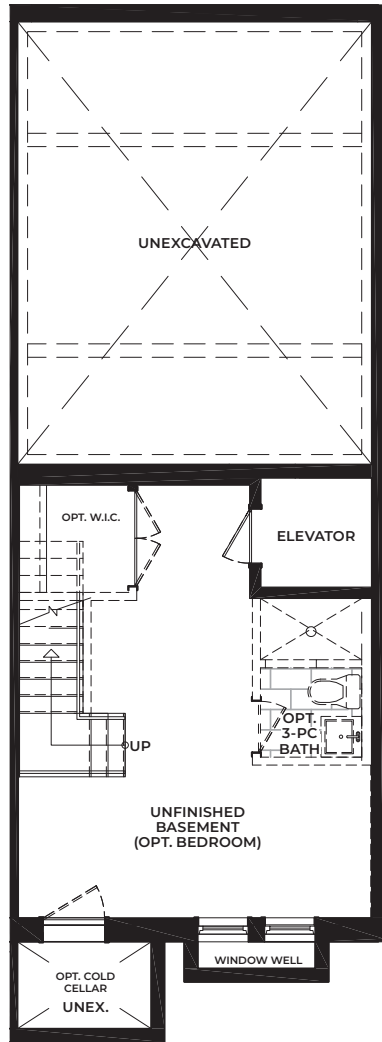 UNEXCAVATED
OPT. W.I.C.
ELEVATOR
OPT.
3-PC
BATH
UP
UNFINISHED
BASEMENT
(OPT. BEDROOM)
OPT. COLD
CELLAR
UNEX.
WINDOW WELL